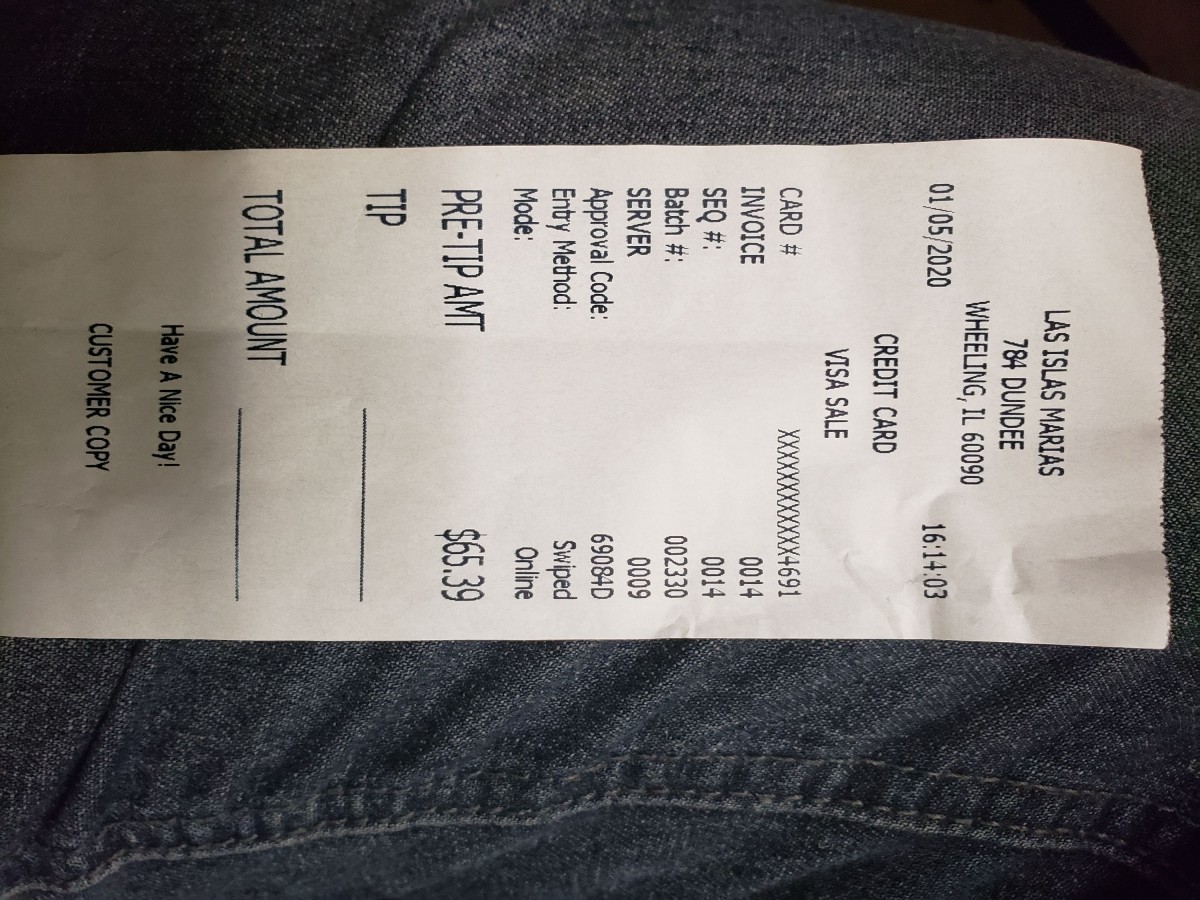 LAS ISLAS MARIAS
784 DUNDEE
WHEELING, IL 60090
01/05/2020 16:14:03
CREDIT CARD
VISA SALE
CARD # XXXXXXXXXXXX4691
INVOICE 0014
SEQ #: 0014
Batch #: 002330
SERVER 0009
Approval Code: 69084D
Entry Method: Swiped
Mode: Online
PRE-TIP AMT $65.39
TIP
TOTAL AMOUNT
Have A Nice Day!
CUSTOMER COPY